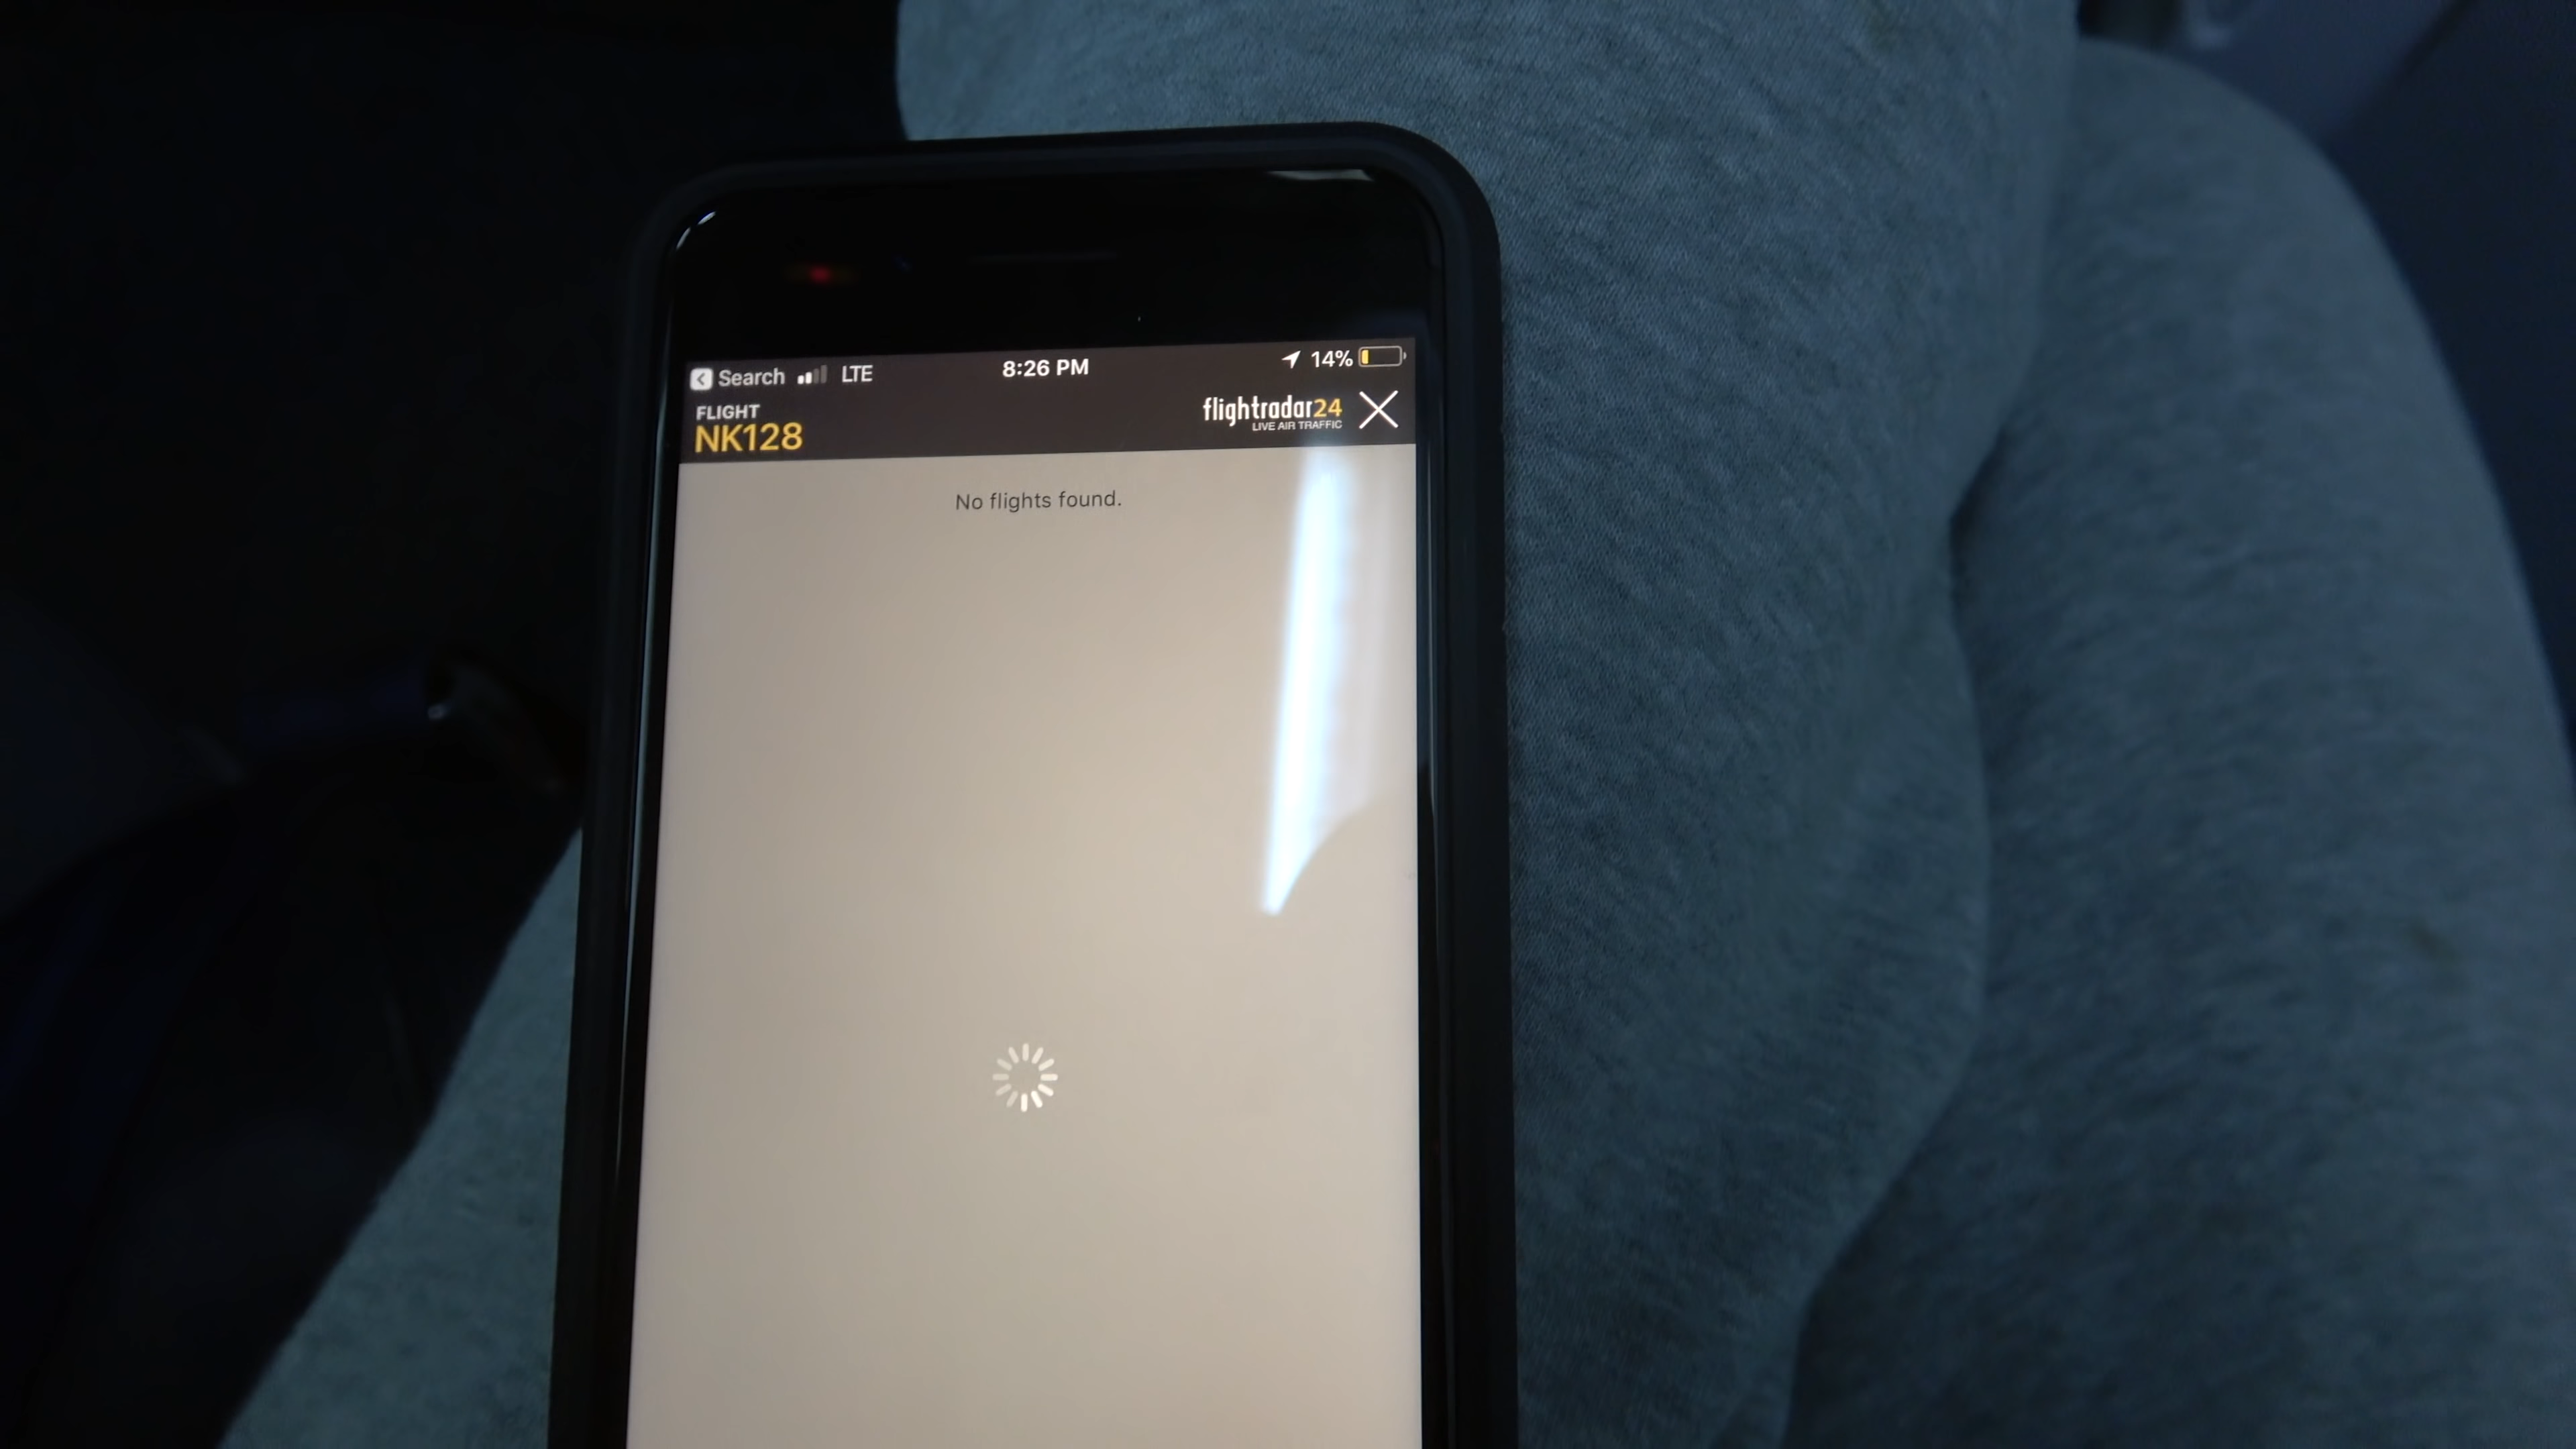 Search LTE 8:26 PM 14%
FLIGHT
NK128
flightradar24
LIVE AIR TRAFFIC
No flights found.